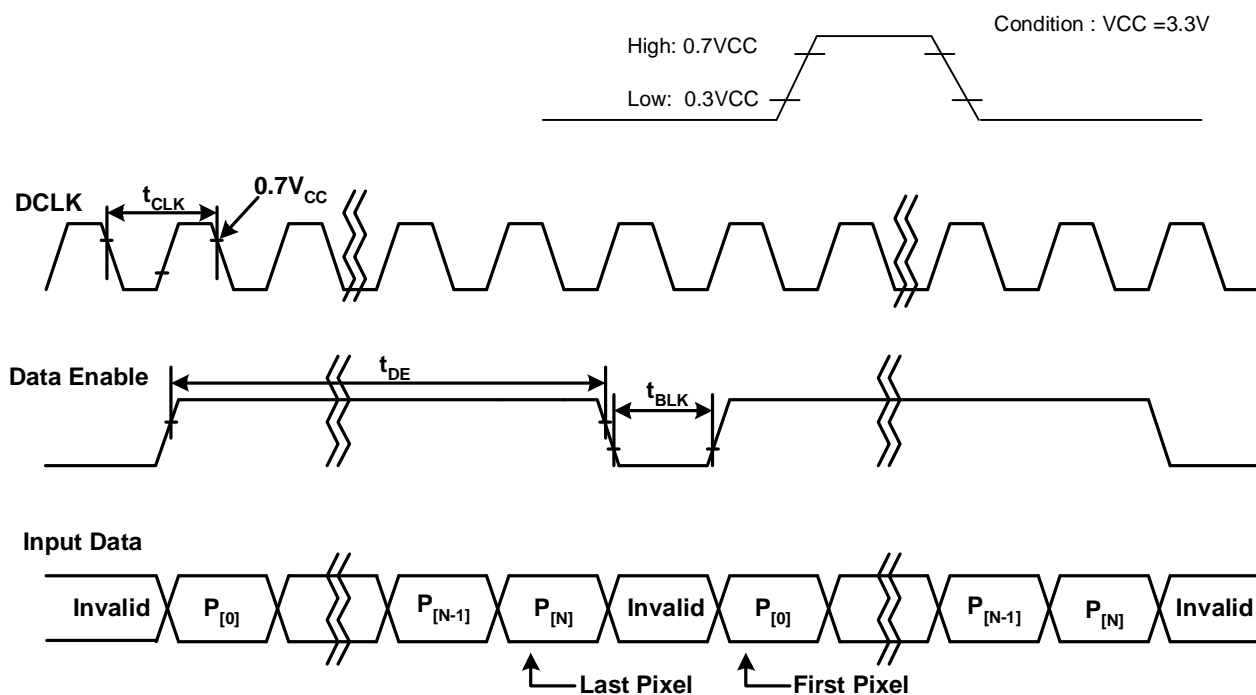 Condition : VCC =3.3V
High: 0.7VCC
Low: 0.3VCC
DCLK
tCLK
0.7VCC
Data Enable
tDE
tBLK
Input Data
Invalid P[0] P[N-1] P[N] Invalid P[0] P[N-1] P[N] Invalid
Last Pixel First Pixel